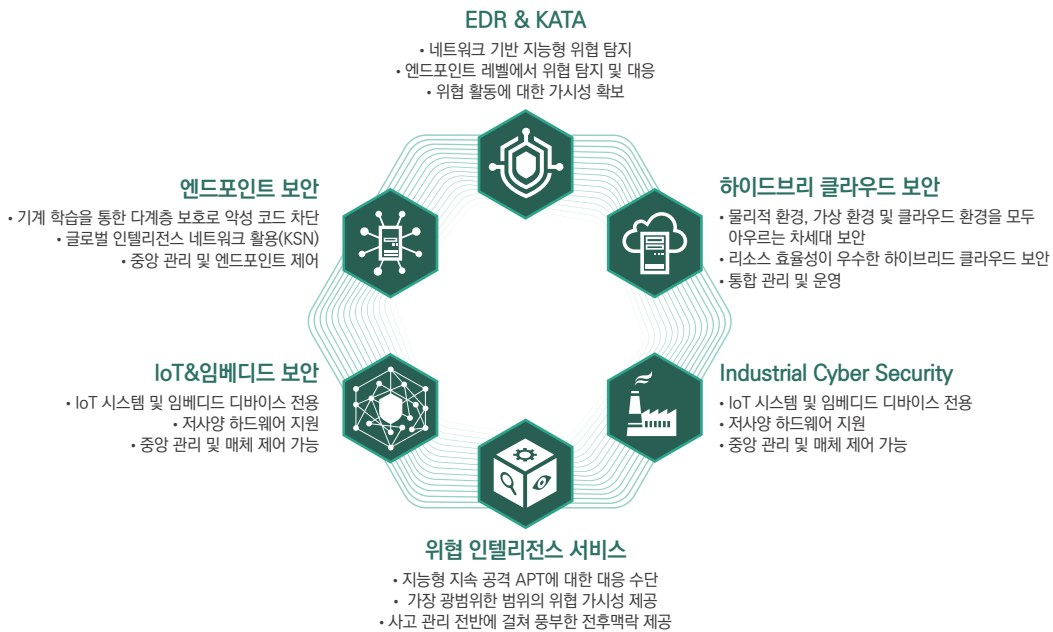 EDR & KATA
• 네트워크 기반 지능형 위협 탐지
• 엔드포인트 레벨에서 위협 탐지 및 대응
• 위협 활동에 대한 가시성 확보
엔드포인트 보안
• 기계 학습을 통한 다계층 보호로 악성 코드 차단
• 글로벌 인텔리전스 네트워크 활용(KSN)
• 중앙 관리 및 엔드포인트 제어
하이드브리 클라우드 보안
• 물리적 환경, 가상 환경 및 클라우드 환경을 모두
아우르는 차세대 보안
• 리소스 효율성이 우수한 하이브리드 클라우드 보안
• 통합 관리 및 운영
IoT&임베디드 보안
• IoT 시스템 및 임베디드 디바이스 전용
• 저사양 하드웨어 지원
• 중앙 관리 및 매체 제어 가능
Industrial Cyber Security
• IoT 시스템 및 임베디드 디바이스 전용
• 저사양 하드웨어 지원
• 중앙 관리 및 매체 제어 가능
위협 인텔리전스 서비스
• 지능형 지속 공격 APT에 대한 대응 수단
• 가장 광범위한 범위의 위협 가시성 제공
• 사고 관리 전반에 걸쳐 풍부한 전후맥락 제공